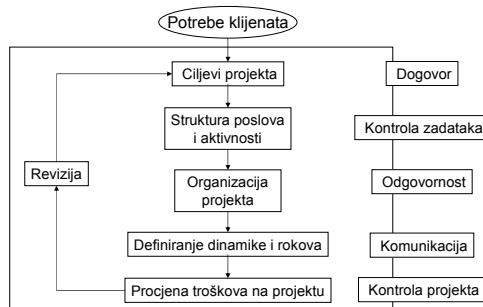 Potrebe klijenata
Ciljevi projekta
Dogovor
Struktura poslova
i aktivnosti
Kontrola zadataka
Revizija
Organizacija
projekta
Odgovornost
Definiranje dinamike i rokova
Komunikacija
Procjena troškova na projektu
Kontrola projekta